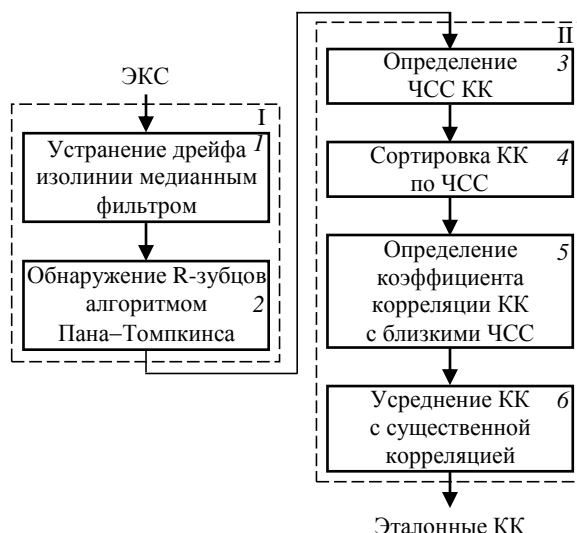 ЭКС
I
Устранение дрейфа 1
изолинии медианным
фильтром
Обнаружение R-зубцов
алгоритмом 2
Пана–Томпкинса
II
Определение 3
ЧСС КК
Сортировка КК 4
по ЧСС
Определение 5
коэффициента
корреляции КК
с близкими ЧСС
Усреднение КК 6
с существенной
корреляцией
Эталонные КК